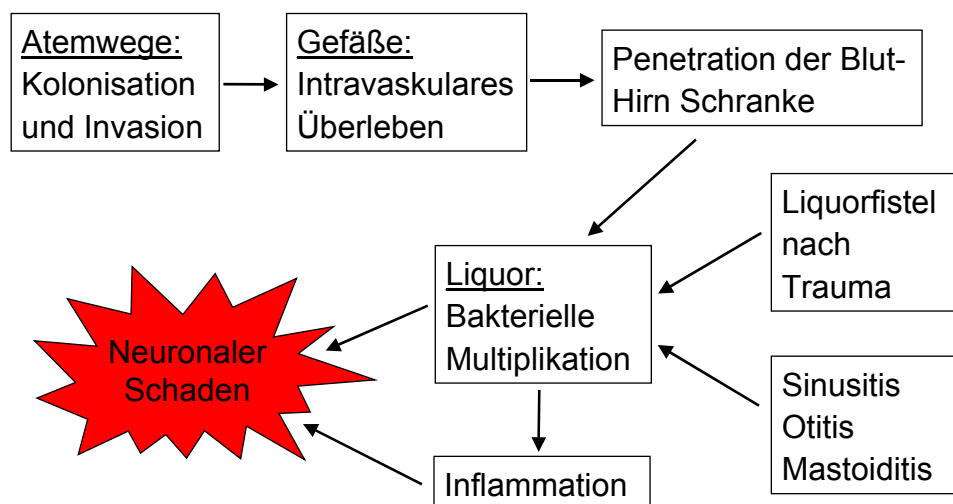 Atemwege:
Kolonisation
und Invasion
Gefäße:
Intravaskulares
Überleben
Penetration der Blut-
Hirn Schranke
Liquorfistel
nach
Trauma
Liquor:
Bakterielle
Multiplikation
Neuronaler
Schaden
Sinusitis
Otitis
Mastoiditis
Inflammation